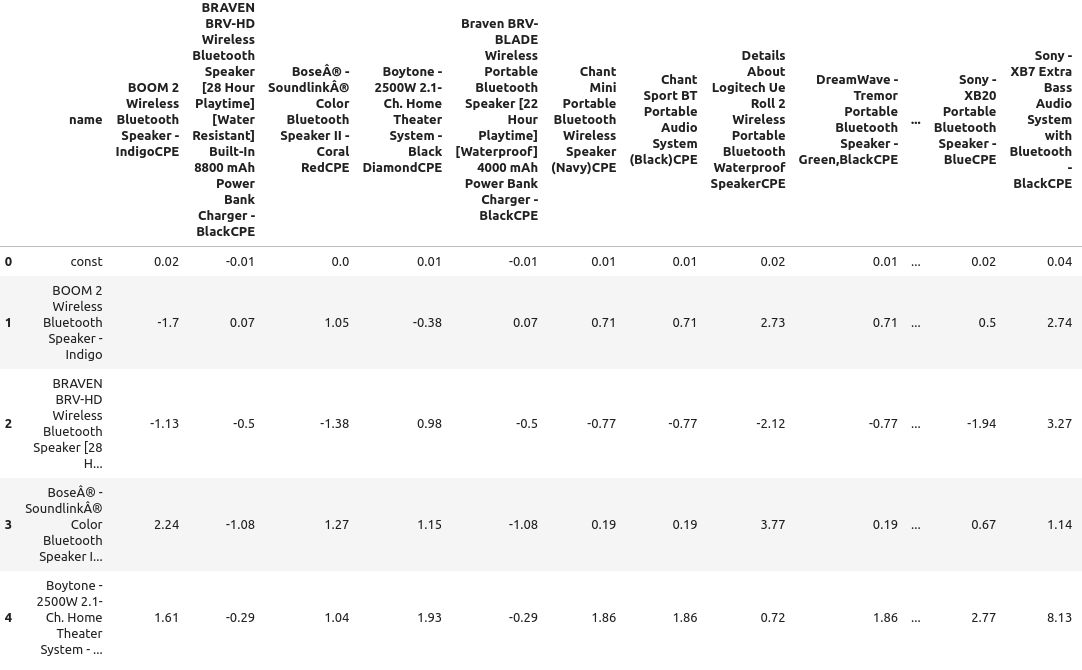 name
BOOM 2
Wireless
Bluetooth
Speaker -
IndigoCPE
BRAVEN
BRV-HD
Wireless
Bluetooth
Speaker
[28 Hour
Playtime]
[Water
Resistant]
Built-In
8800 mAh
Power
Bank
Charger -
BlackCPE
BoseÂ® -
SoundlinkÂ®
Color
Bluetooth
Speaker II -
Coral
RedCPE
Boytone -
2500W 2.1-
Ch. Home
Theater
System -
Black
DiamondCPE
Braven BRV-
BLADE
Wireless
Portable
Bluetooth
Speaker [22
Hour
Playtime]
[Waterproof]
4000 mAh
Power Bank
Charger -
BlackCPE
Chant
Mini
Portable
Bluetooth
Wireless
Speaker
(Navy)CPE
Chant
Sport BT
Portable
Audio
System
(Black)CPE
Details
About
Logitech Ue
Roll 2
Wireless
Portable
Bluetooth
Waterproof
SpeakerCPE
DreamWave -
Tremor
Portable
Bluetooth
Speaker -
Green,BlackCPE
...
Sony -
XB20
Portable
Bluetooth
Speaker -
BlueCPE
Sony -
XB7 Extra
Bass
Audio
System
with
Bluetooth
-
BlackCPE
0 const 0.02 -0.01 0.0 0.01 -0.01 0.01 0.01 0.02 0.01 ... 0.02 0.04
BOOM 2
Wireless
1 Bluetooth -1.7 0.07 1.05 -0.38 0.07 0.71 0.71 2.73 0.71 ... 0.5 2.74
Speaker -
Indigo
BRAVEN
BRV-HD
Wireless
2 Bluetooth -1.13 -0.5 -1.38 0.98 -0.5 -0.77 -0.77 -2.12 -0.77 ... -1.94 3.27
Speaker [28
H...
BoseÂ® -
SoundlinkÂ®
3 Color 2.24 -1.08 1.27 1.15 -1.08 0.19 0.19 3.77 0.19 ... 0.67 1.14
Bluetooth
Speaker I...
Boytone -
2500W 2.1-
4 Ch. Home 1.61 -0.29 1.04 1.93 -0.29 1.86 1.86 0.72 1.86 ... 2.77 8.13
Theater
System - ...